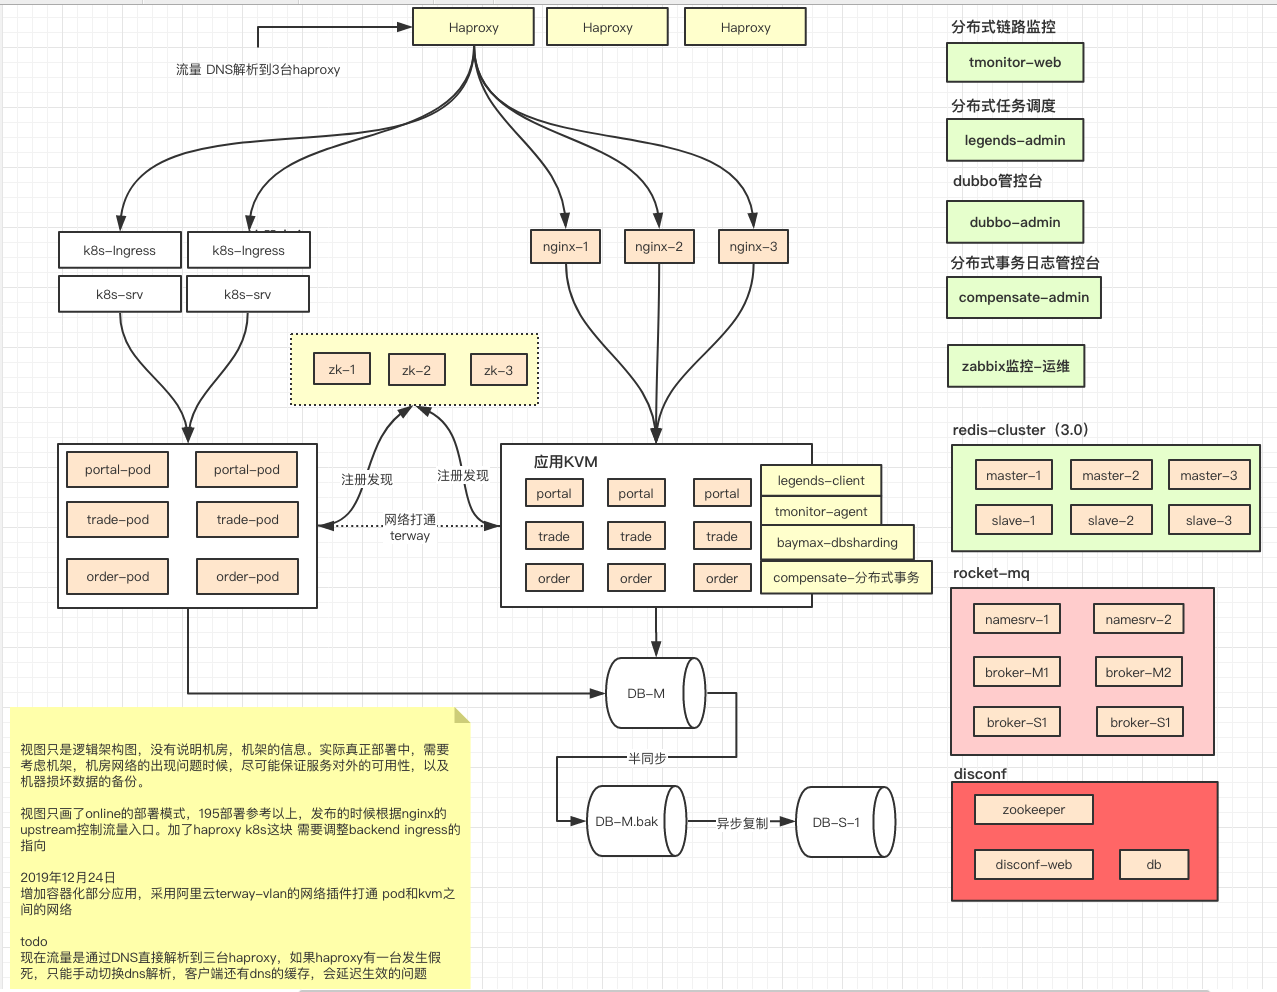 Haproxy
Haproxy
Haproxy
流量 DNS解析到3台haproxy
k8s-Ingress
k8s-Ingress
k8s-srv
k8s-srv
nginx-1
nginx-2
nginx-3
zk-1
zk-2
zk-3
portal-pod
portal-pod
trade-pod
trade-pod
order-pod
order-pod
注册发现
注册发现
网络打通
terway
应用KVM
portal
portal
portal
trade
trade
trade
order
order
order
legends-client
tmonitor-agent
baymax-dbsharding
compensate-分布式事务
DB-M
半同步
DB-M.bak
异步复制
DB-S-1
视图只是逻辑架构图，没有说明机房，机架的信息。实际真正部署中，需要
考虑机架，机房网络的出现问题时候，尽可能保证服务对外的可用性，以及
机器损坏数据的备份。
视图只画了online的部署模式，195部署参考以上，发布的时候根据nginx的
upstream控制流量入口。加了haproxy k8s这块 需要调整backend ingress的
指向
2019年12月24日
增加容器化部分应用，采用阿里云terway-vlan的网络插件打通 pod和kvm之
间的网络
todo
现在流量是通过DNS直接解析到三台haproxy，如果haproxy有一台发生假
死，只能手动切换dns解析，客户端还有dns的缓存，会延迟生效的问题
分布式链路监控
tmonitor-web
分布式任务调度
legends-admin
dubbo管控台
dubbo-admin
分布式事务日志管控台
compensate-admin
zabbix监控-运维
redis-cluster（3.0）
master-1
master-2
master-3
slave-1
slave-2
slave-3
rocket-mq
namesrv-1
namesrv-2
broker-M1
broker-M2
broker-S1
broker-S1
disconf
zookeeper
disconf-web
db